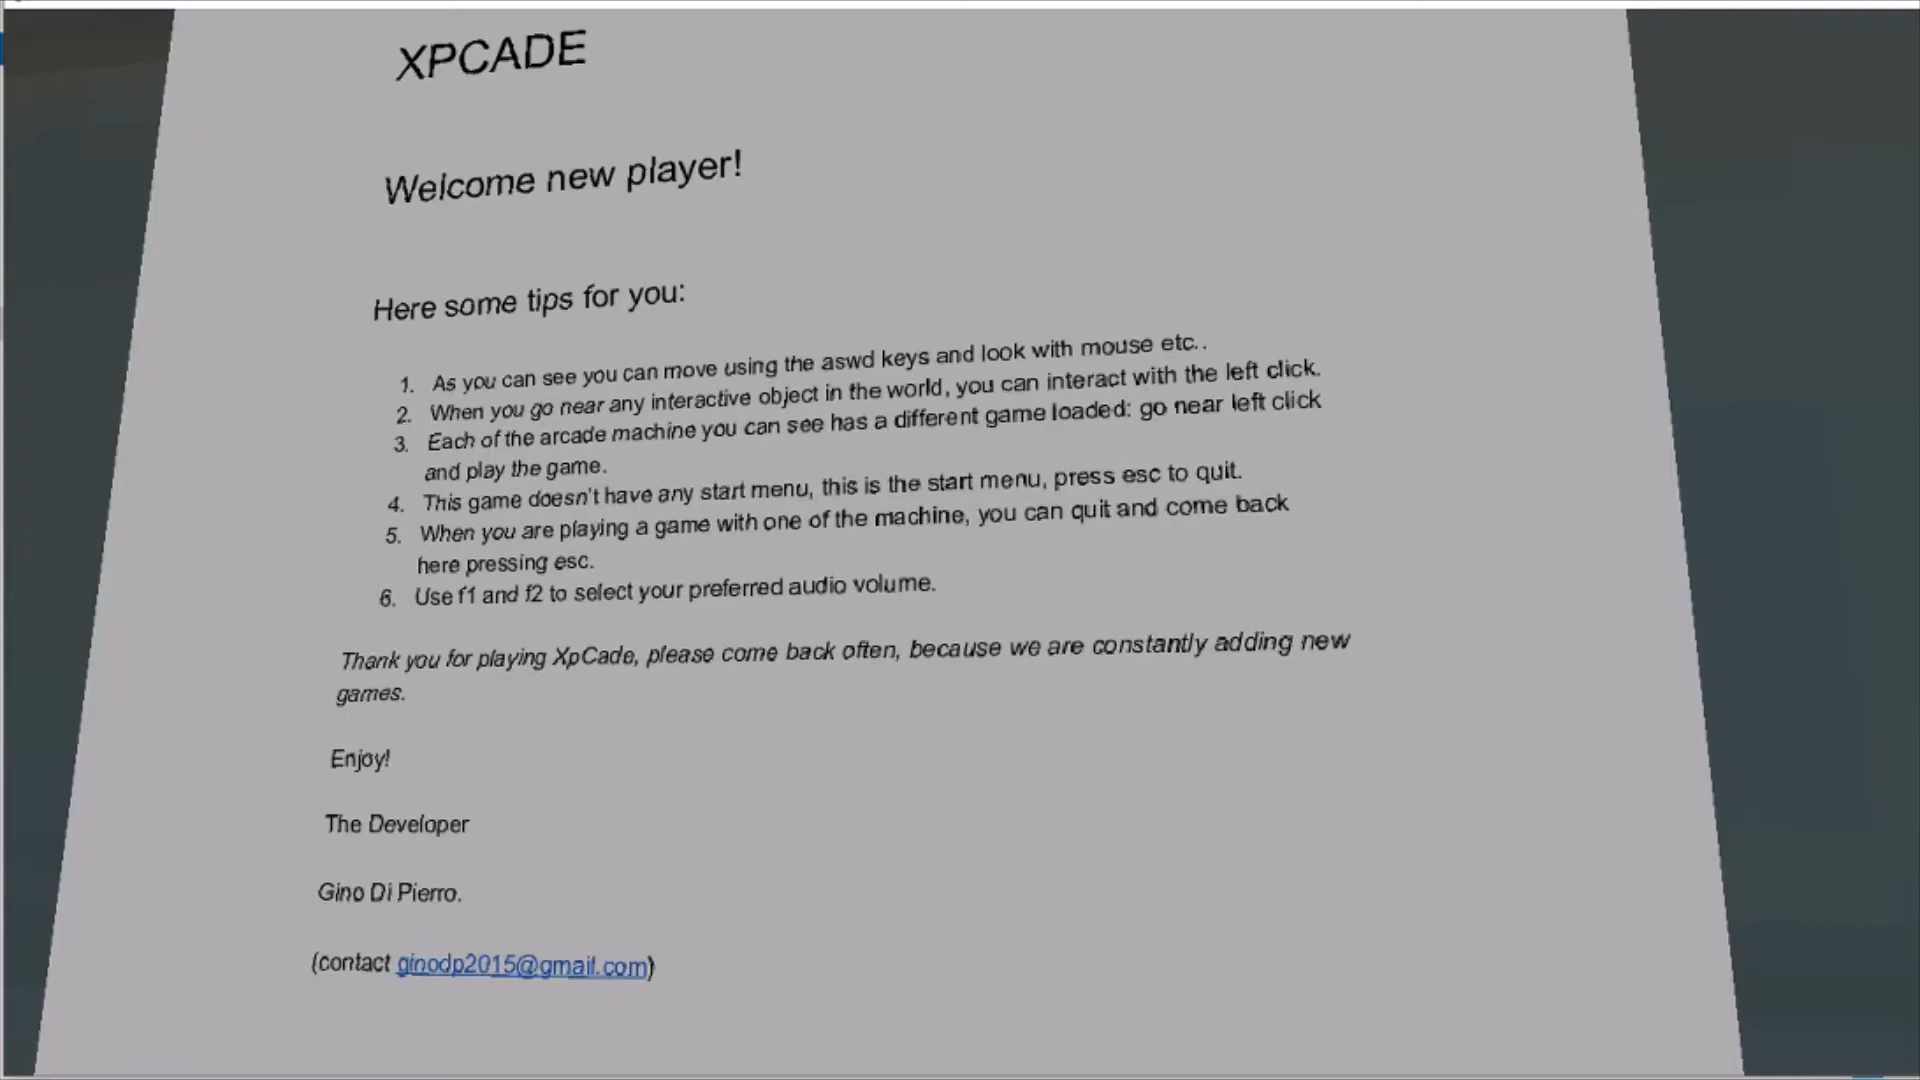 XPCADE
Welcome new player!
Here some tips for you:
1. As you can see you can move using the aswd keys and look with mouse etc..
2. When you go near any interactive object in the world, you can interact with the left click.
3. Each of the arcade machine you can see has a different game loaded: go near left click
and play the game.
4. This game doesn't have any start menu, this is the start menu, press esc to quit.
5. When you are playing a game with one of the machine, you can quit and come back
here pressing esc.
6. Use f1 and f2 to select your preferred audio volume.
Thank you for playing XpCade, please come back often, because we are constantly adding new
games.
Enjoy!
The Developer
Gino Di Pierro.
(contact ginodp2015@gmail.com)